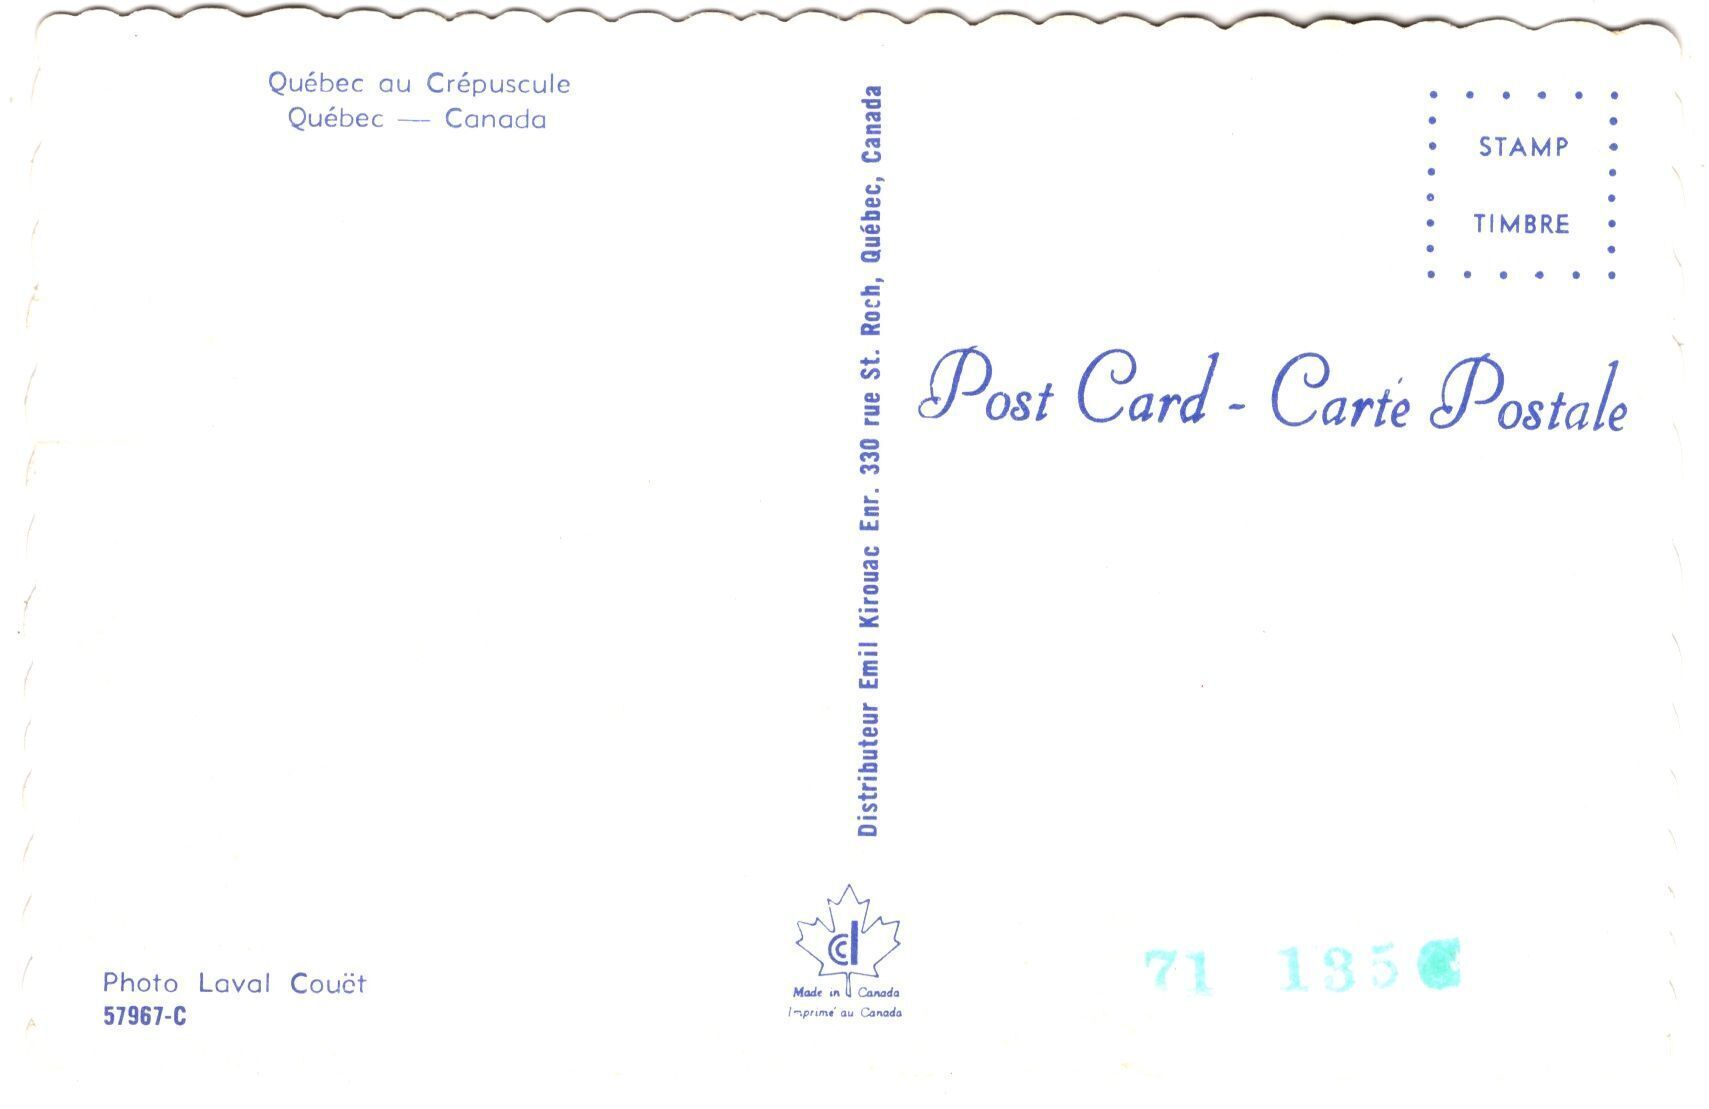 Québec au Crépuscule
Québec — Canada
Distributeur Emil Kirouac Enr. 330 rue St. Roch, Québec, Canada
STAMP
TIMBRE
Post Card - Carte Postale
Photo Laval Couët
57967-C
Made in Canada
Imprimé au Canada
71 135